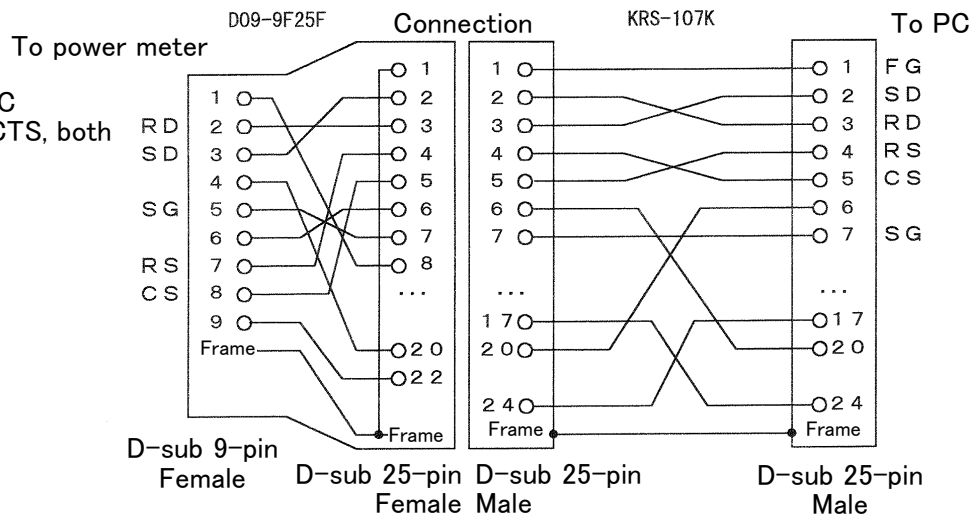 D09-9F25F
Connection
KRS-107K
To PC
To power meter
C
CTS, both
1
RD 2
SD 3
4
SG 5
6
RS 7
CS 8
9
Frame
1
2
3
4
5
6
7
8
...
20
22
Frame
1
2
3
4
5
6
7
...
17
20
24
Frame
1 FG
2 SD
3 RD
4 RS
5 CS
6
7 SG
...
17
20
24
Frame
D-sub 9-pin
Female
D-sub 25-pin
Female
D-sub 25-pin
Male
D-sub 25-pin
Male